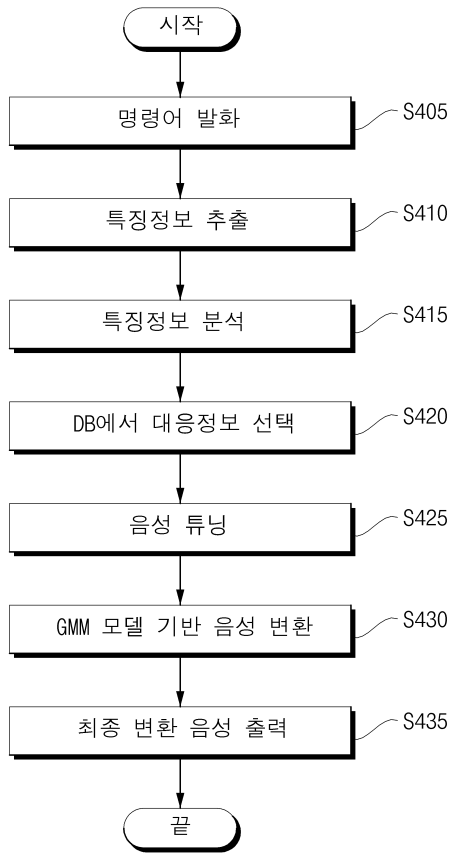 시작
명령어 발화
S405
특징정보 추출
S410
특징정보 분석
S415
DB에서 대응정보 선택
S420
음성 튜닝
S425
GMM 모델 기반 음성 변환
S430
최종 변환 음성 출력
S435
끝